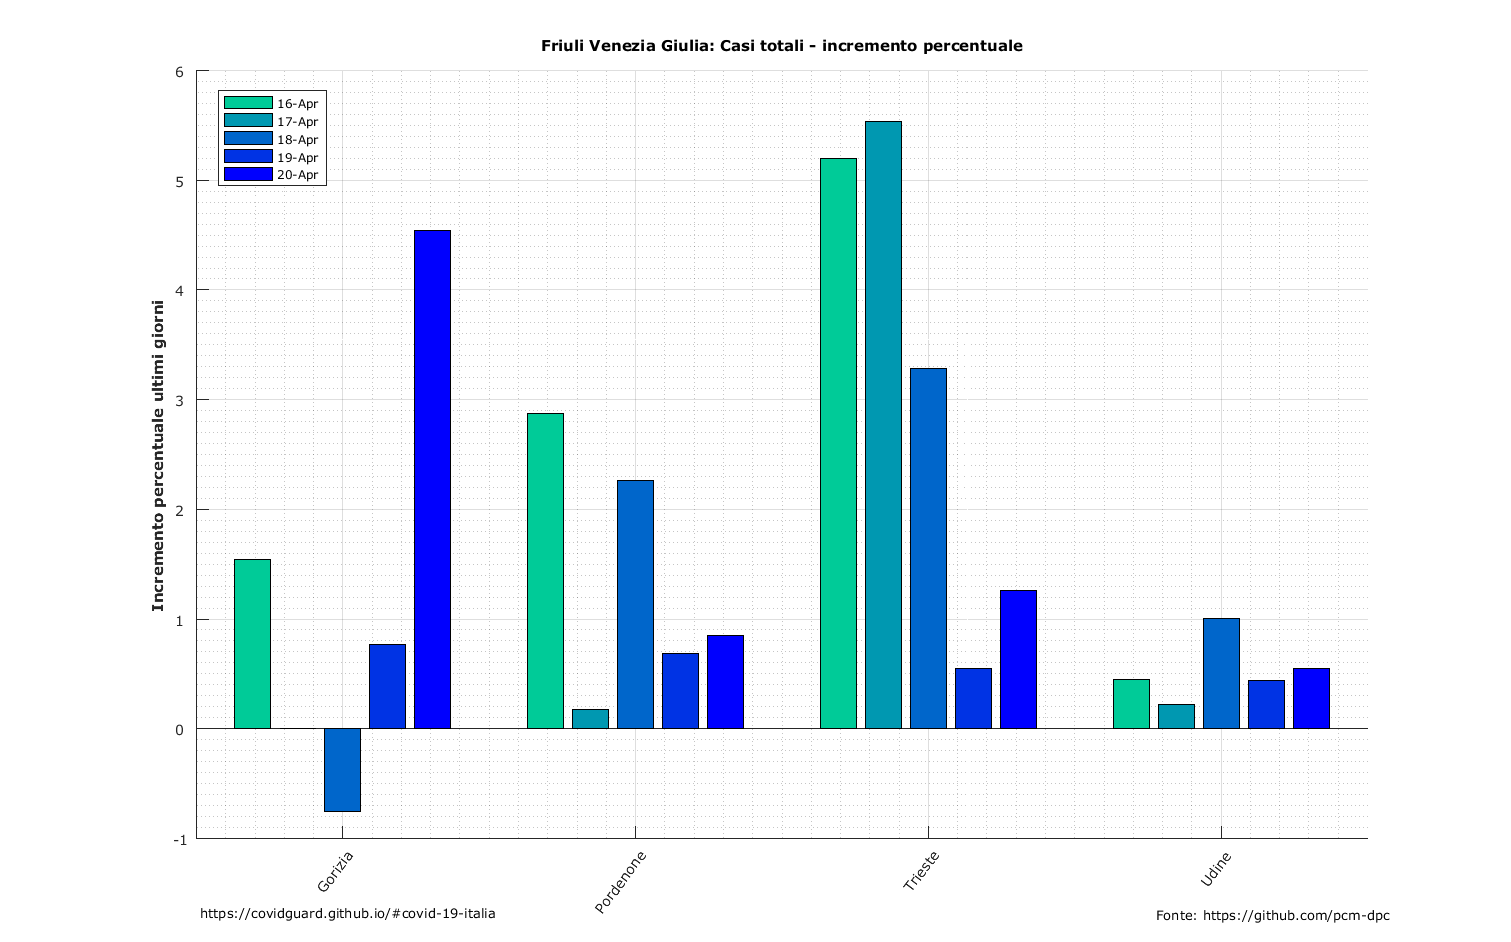 Friuli Venezia Giulia: Casi totali - incremento percentuale
6
5
4
3
2
1
0
-1
Incremento percentuale ultimi giorni
16-Apr
17-Apr
18-Apr
19-Apr
20-Apr
Gorizia
Pordenone
Trieste
Udine
https://covidguard.github.io/#covid-19-italia
Fonte: https://github.com/pcm-dpc